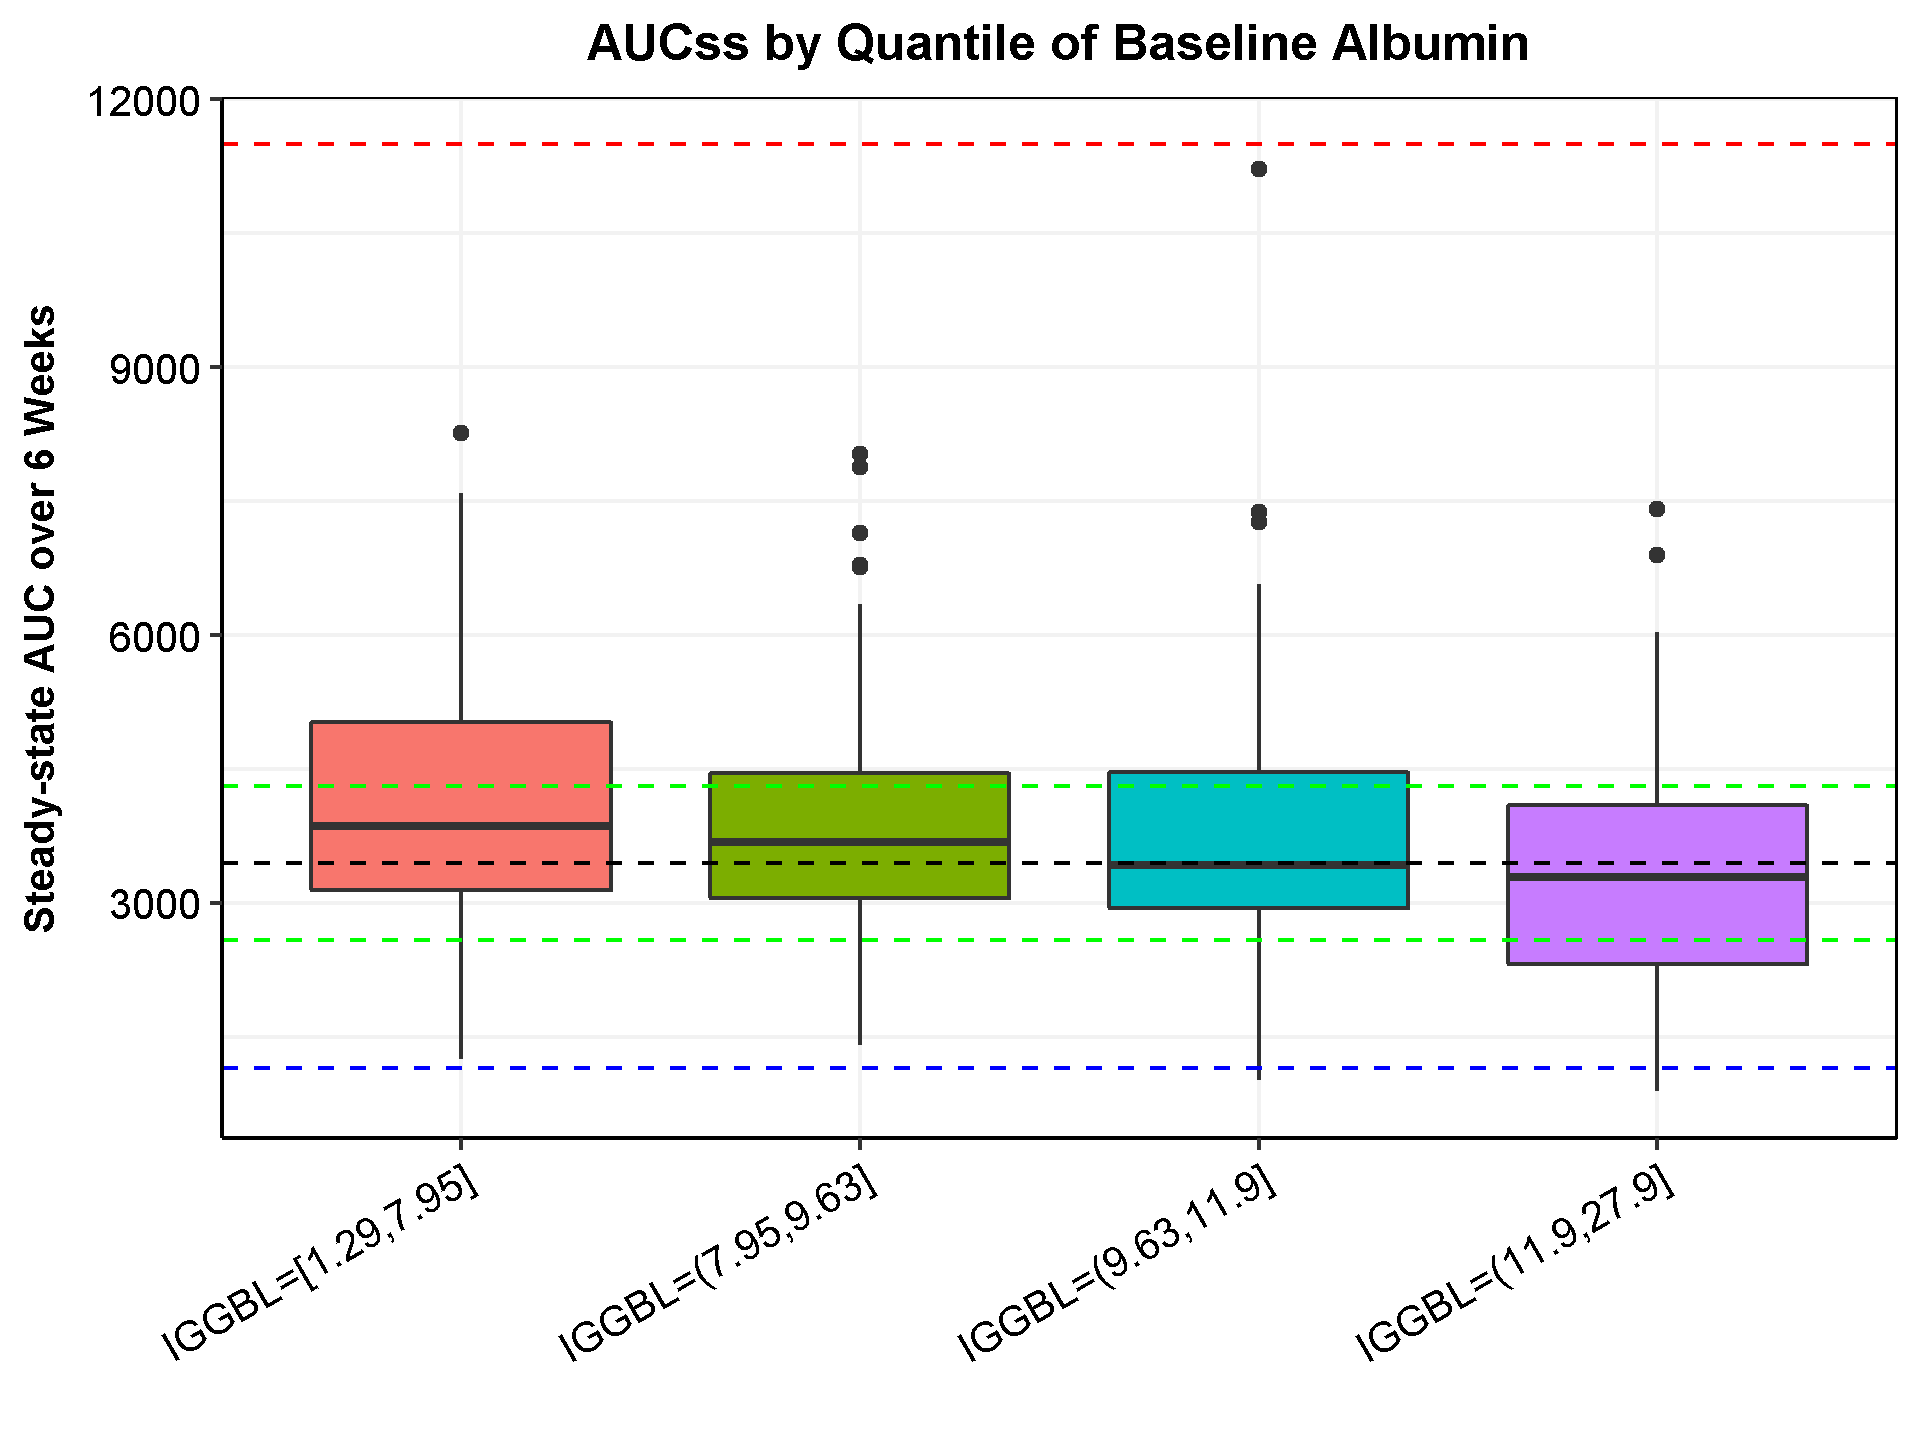 AUCss by Quantile of Baseline Albumin
Steady-state AUC over 6 Weeks
12000
9000
6000
3000
IGGBL=[1.29,7.95]
IGGBL=(7.95,9.63]
IGGBL=(9.63,11.9]
IGGBL=(11.9,27.9]